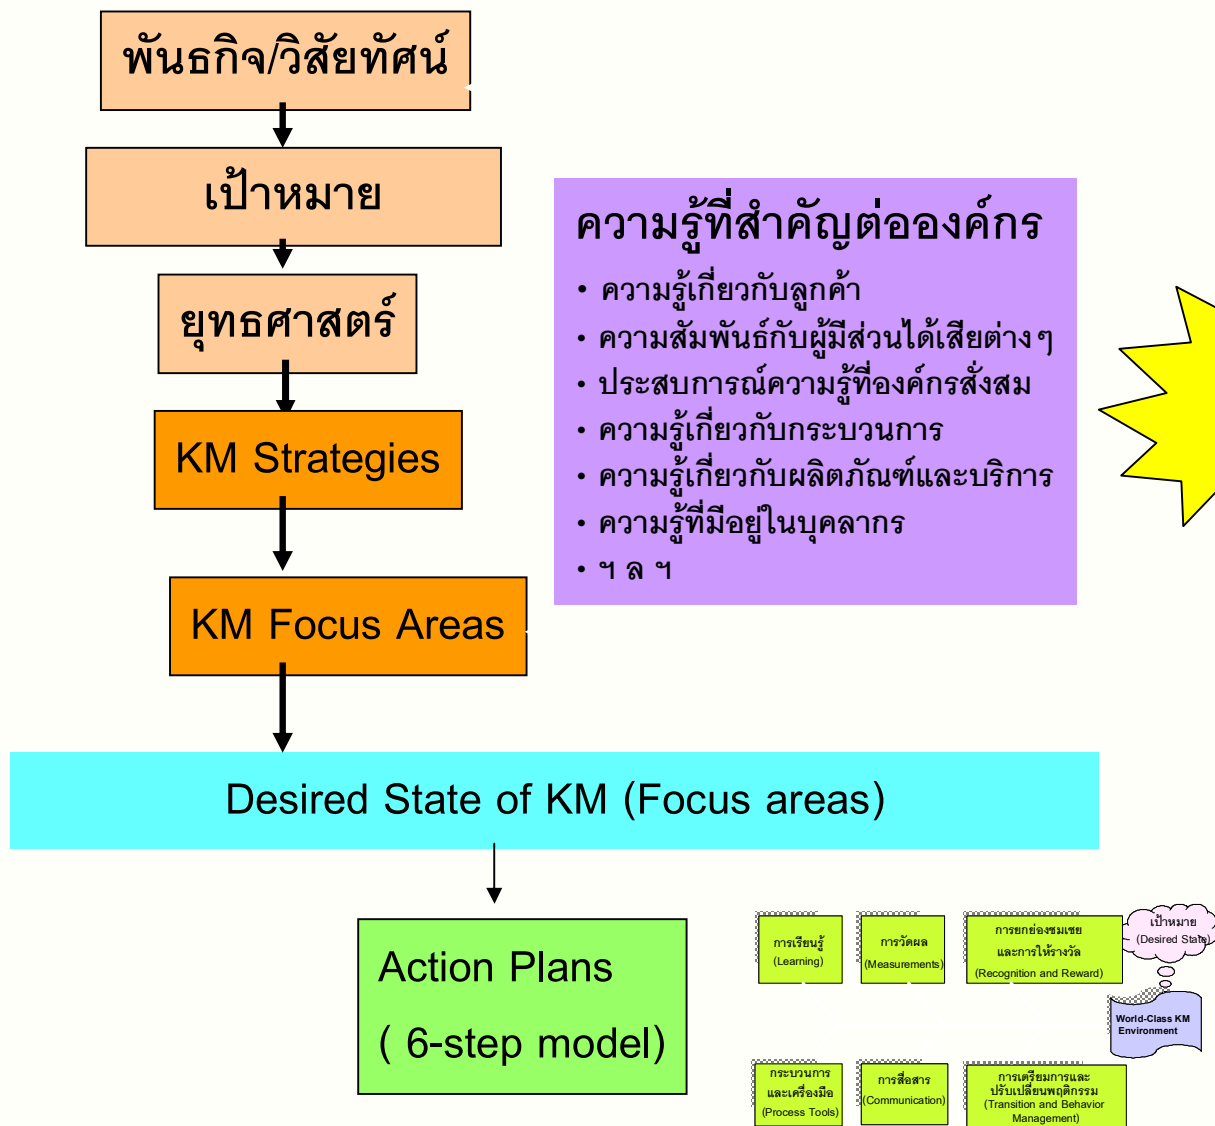 พันธกิจ/วิสัยทัศน์
เป้าหมาย
ยุทธศาสตร์
KM Strategies
KM Focus Areas
ความรู้ที่สำคัญต่อองค์กร
• ความรู้เกี่ยวกับลูกค้า
• ความสัมพันธ์กับผู้มีส่วนได้เสียต่างๆ
• ประสบการณ์ความรู้ที่องค์กรสั่งสม
• ความรู้เกี่ยวกับกระบวนการ
• ความรู้เกี่ยวกับผลิตภัณฑ์และบริการ
• ความรู้ที่มีอยู่ในบุคลากร
• ฯ ล ฯ
Desired State of KM (Focus areas)
Action Plans
( 6-step model)
การเรียนรู้
(Learning)
การวัดผล
(Measurements)
การยกย่องชมเชย
และการให้รางวัล
(Recognition and Reward)
เป้าหมาย
(Desired State)
World-Class KM
Environment
กระบวนการ
และเครื่องมือ
(Process Tools)
การสื่อสาร
(Communication)
การเตรียมการและ
ปรับเปลี่ยนพฤติกรรม
(Transition and Behavior
Management)